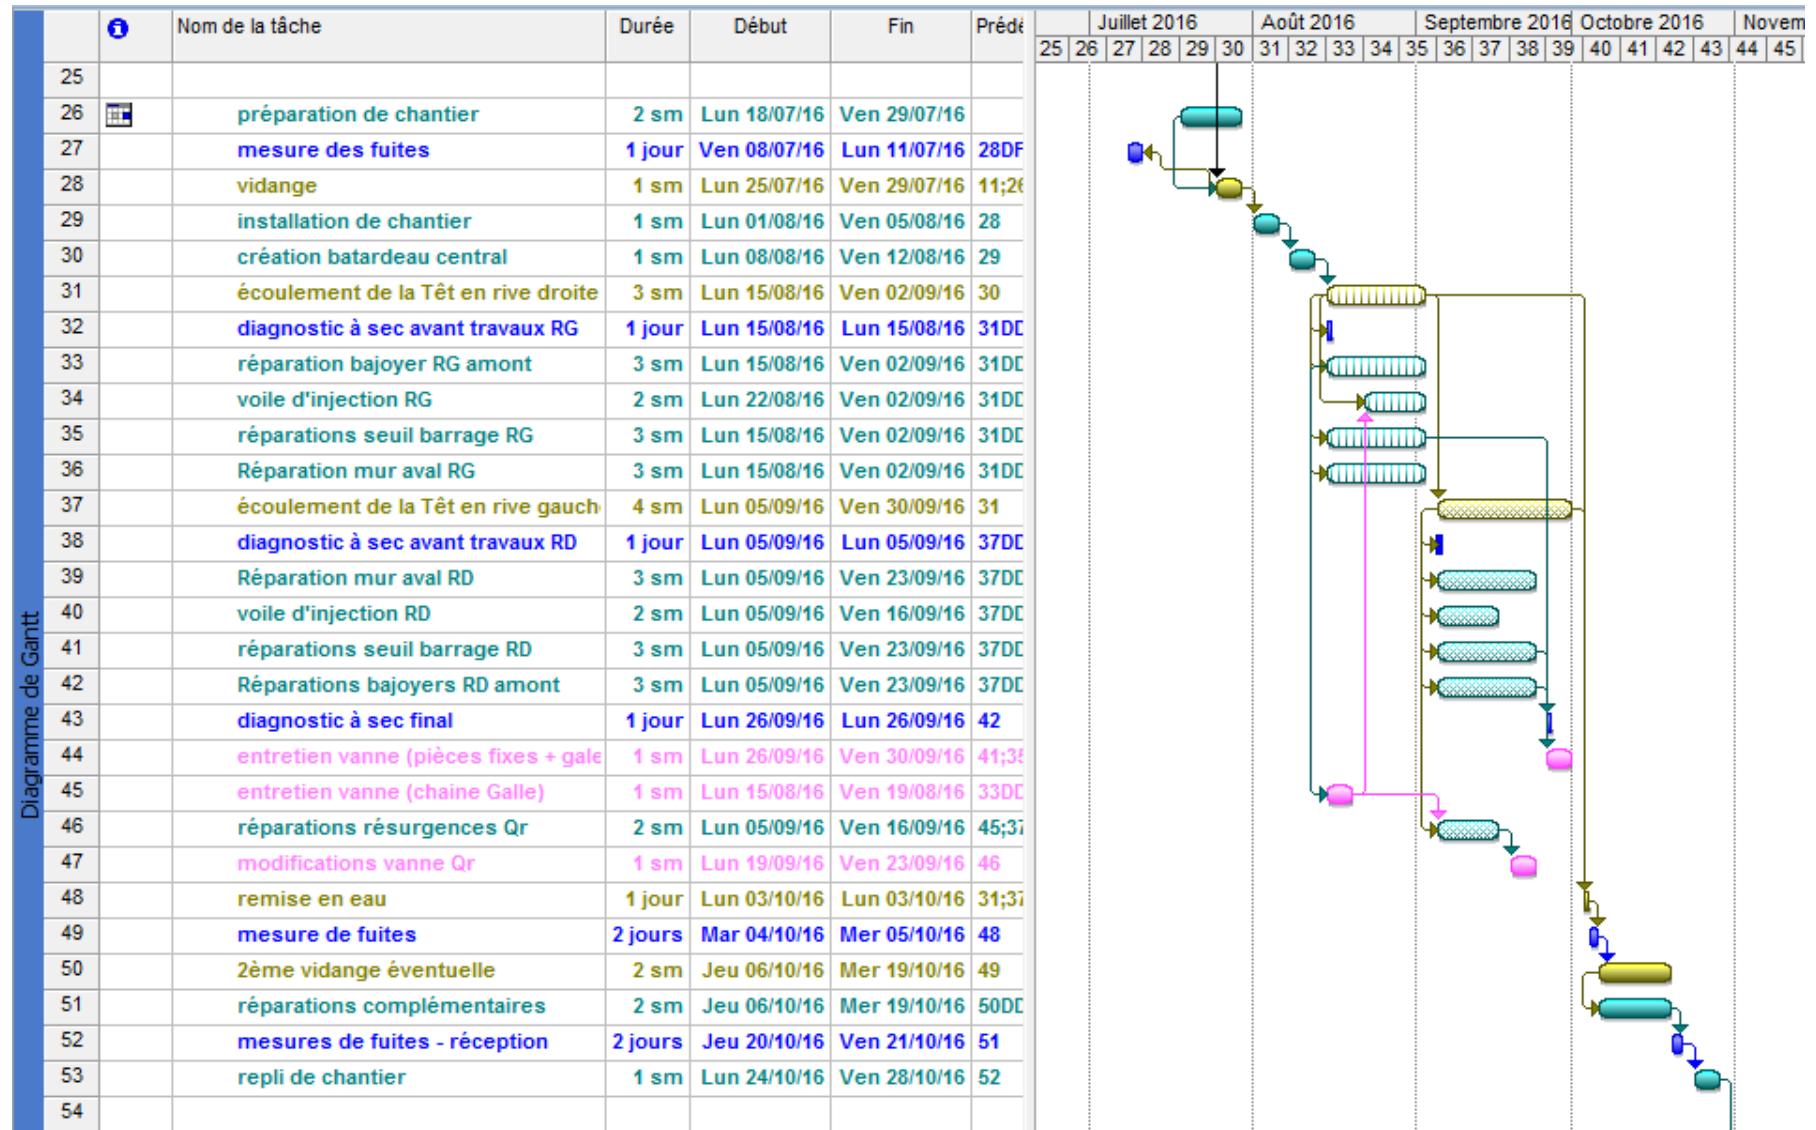 Nom de la tâche Durée Début Fin Préde Juillet 2016 Août 2016 Septembre 2016 Octobre 2016 Novem
25 26 27 28 29 30 31 32 33 34 35 36 37 38 39 40 41 42 43 44 45
25
26 préparation de chantier 2 sm Lun 18/07/16 Ven 29/07/16
27 mesure des fuites 1 jour Ven 08/07/16 Lun 11/07/16 28DF
28 vidange 1 sm Lun 25/07/16 Ven 29/07/16 11;26
29 installation de chantier 1 sm Lun 01/08/16 Ven 05/08/16 28
30 création batardeau central 1 sm Lun 08/08/16 Ven 12/08/16 29
31 écoulement de la Têt en rive droite 3 sm Lun 15/08/16 Ven 02/09/16 30
32 diagnostic à sec avant travaux RG 1 jour Lun 15/08/16 Lun 15/08/16 31DD
33 réparation bajoyer RG amont 3 sm Lun 15/08/16 Ven 02/09/16 31DD
34 voile d'injection RG 2 sm Lun 22/08/16 Ven 02/09/16 31DD
35 réparations seuil barrage RG 3 sm Lun 15/08/16 Ven 02/09/16 31DD
36 Réparation mur aval RG 3 sm Lun 15/08/16 Ven 02/09/16 31DD
37 écoulement de la Têt en rive gauch 4 sm Lun 05/09/16 Ven 30/09/16 31
38 diagnostic à sec avant travaux RD 1 jour Lun 05/09/16 Lun 05/09/16 37DD
39 Réparation mur aval RD 3 sm Lun 05/09/16 Ven 23/09/16 37DD
40 voile d'injection RD 2 sm Lun 05/09/16 Ven 16/09/16 37DD
41 réparations seuil barrage RD 3 sm Lun 05/09/16 Ven 23/09/16 37DD
42 Réparations bajoyers RD amont 3 sm Lun 05/09/16 Ven 23/09/16 37DD
43 diagnostic à sec final 1 jour Lun 26/09/16 Lun 26/09/16 42
44 entretien vanne (pièces fixes + gale 1 sm Lun 26/09/16 Ven 30/09/16 41;35
45 entretien vanne (chaine Galle) 1 sm Lun 15/08/16 Ven 19/08/16 33DD
46 réparations résurgences Qr 2 sm Lun 05/09/16 Ven 16/09/16 45;37
47 modifications vanne Qr 1 sm Lun 19/09/16 Ven 23/09/16 46
48 remise en eau 1 jour Lun 03/10/16 Lun 03/10/16 31;37
49 mesure de fuites 2 jours Mar 04/10/16 Mer 05/10/16 48
50 2ème vidange éventuelle 2 sm Jeu 06/10/16 Mer 19/10/16 49
51 réparations complémentaires 2 sm Jeu 06/10/16 Mer 19/10/16 50DD
52 mesures de fuites - réception 2 jours Jeu 20/10/16 Ven 21/10/16 51
53 repli de chantier 1 sm Lun 24/10/16 Ven 28/10/16 52
54
Diagramme de Gantt